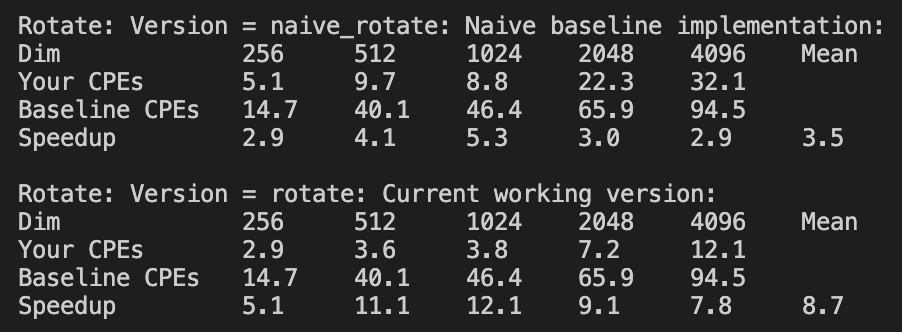 Rotate: Version = naive_rotate: Naive baseline implementation:
Dim 256 512 1024 2048 4096 Mean
Your CPEs 5.1 9.7 8.8 22.3 32.1
Baseline CPEs 14.7 40.1 46.4 65.9 94.5
Speedup 2.9 4.1 5.3 3.0 2.9 3.5
Rotate: Version = rotate: Current working version:
Dim 256 512 1024 2048 4096 Mean
Your CPEs 2.9 3.6 3.8 7.2 12.1
Baseline CPEs 14.7 40.1 46.4 65.9 94.5
Speedup 5.1 11.1 12.1 9.1 7.8 8.7